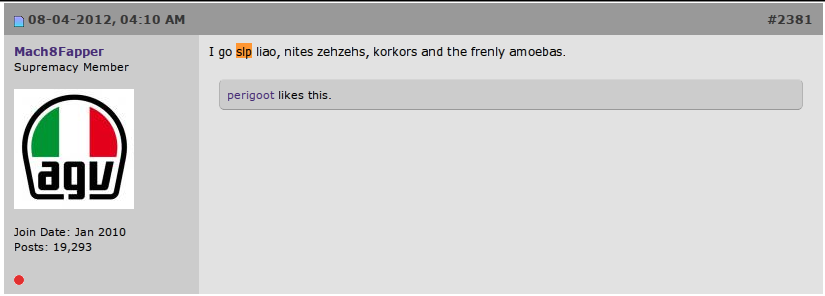 08-04-2012, 04:10 AM
#2381
Mach8Fapper
Supremacy Member
agv
Join Date: Jan 2010
Posts: 19,293
I go slp liao, nites zehzehs, korkors and the frenly amoebas.
perigoot likes this.